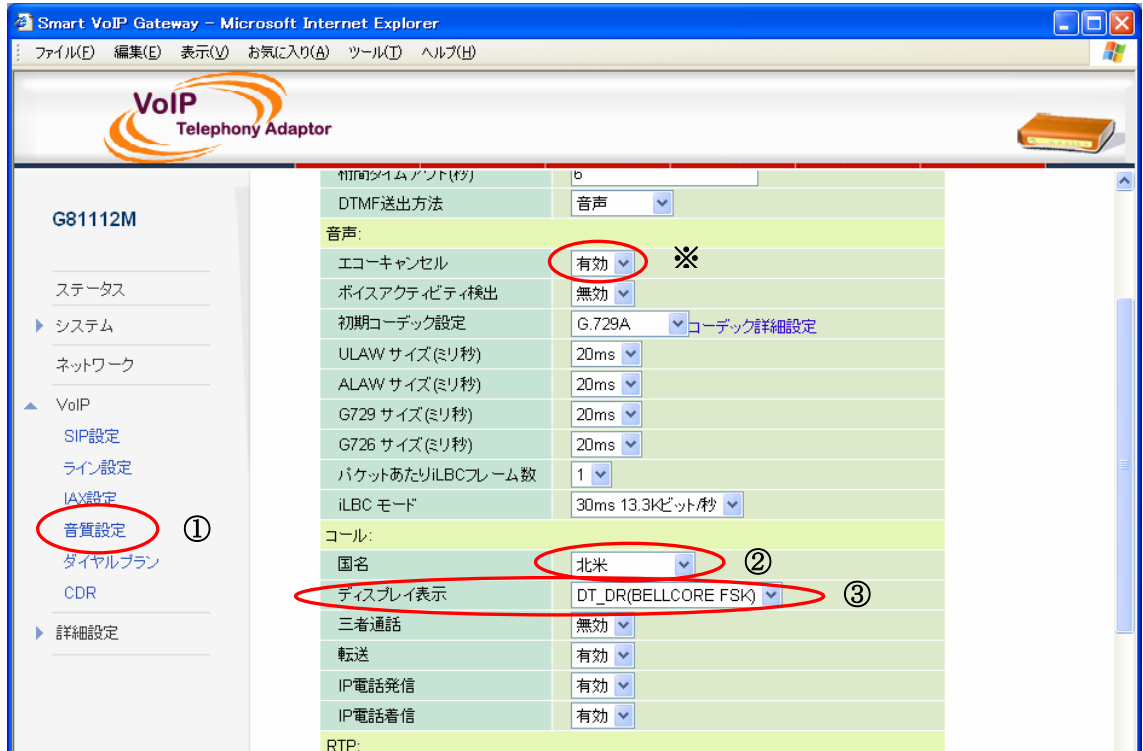 Smart VoIP Gateway - Microsoft Internet Explorer
ファイル(F) 編集(E) 表示(V) お気に入り(A) ツール(T) ヘルプ(H)
VoIP
Telephony Adaptor
G81112M
ステータス
システム
ネットワーク
VoIP
SIP設定
ライン設定
IAX設定
音質設定 ①
ダイヤルプラン
CDR
詳細設定
桁間タイムアウト(秒) 6
DTMF送出方法 音声
音声:
エコーキャンセル 有効 ※
ボイスアクティビティ検出 無効
初期コーデック設定 G.729A コーデック詳細設定
ULAW サイズ(ミリ秒) 20ms
ALAW サイズ(ミリ秒) 20ms
G729 サイズ(ミリ秒) 20ms
G726 サイズ(ミリ秒) 20ms
パケットあたりiLBCフレーム数 1
iLBC モード 30ms 13.3Kビット/秒
コール:
国名 北米 ②
ディスプレイ表示 DT_DR(BELLCORE FSK) ③
三者通話 無効
転送 有効
IP電話発信 有効
IP電話着信 有効
RTP: